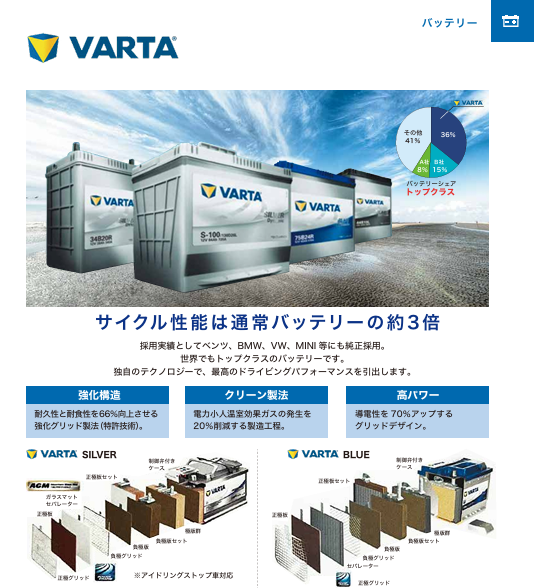 バッテリー
VARTA
VARTA
その他
41%
36%
A社
8%
B社
15%
バッテリーシェア
トップクラス
VARTA
34B20R
VARTA
S-100
VARTA
75B24R
VARTA
サイクル性能は通常バッテリーの約3倍
採用実績としてベンツ、BMW、VW、MINI 等にも純正採用。
世界でもトップクラスのバッテリーです。
独自のテクノロジーで、最高のドライビングパフォーマンスを引出します。
強化構造
耐久性と耐食性を66%向上させる
強化グリッド製法（特許技術）。
クリーン製法
電力小人温室効果ガスの発生を
20%削減する製造工程。
高パワー
導電性を 70%アップする
グリッドデザイン。
VARTA SILVER
制御弁付き
ケース
正極板セット
AGM
ガラスマット
セパレーター
正極板
VARTA
極版群
負極板セット
負極板
負極グリッド
正極グリッド
※アイドリングストップ車対応
VARTA BLUE
制御弁付き
ケース
正極板セット
正極板
VARTA
極版群
負極板セット
負極板
負極グリッド
セパレーター
正極グリッド